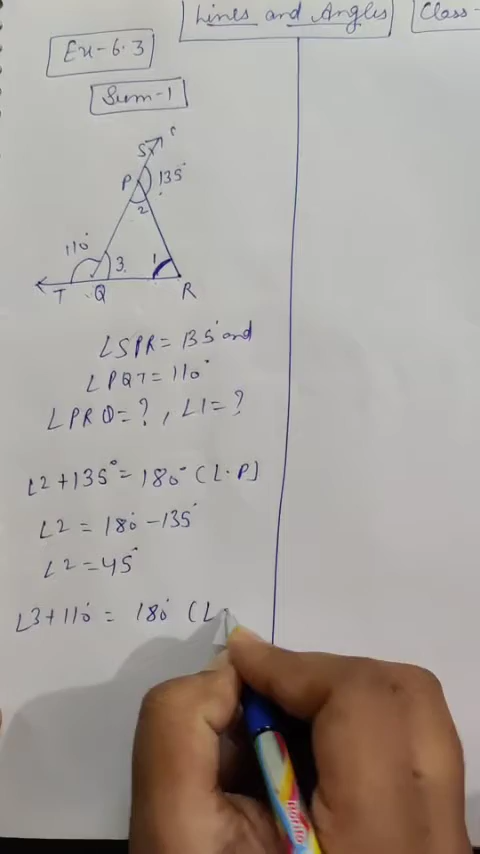 Lines and Angles Class-
Ex-6.3
Sum-1
S
P 135°
2
110° 3 1
T Q R
∠SPR = 135° and
∠PQT = 110°
∠PRQ = ? , ∠1 = ?
∠2 + 135° = 180° (L.P)
∠2 = 180° - 135°
∠2 = 45°
∠3 + 110° = 180° (L.